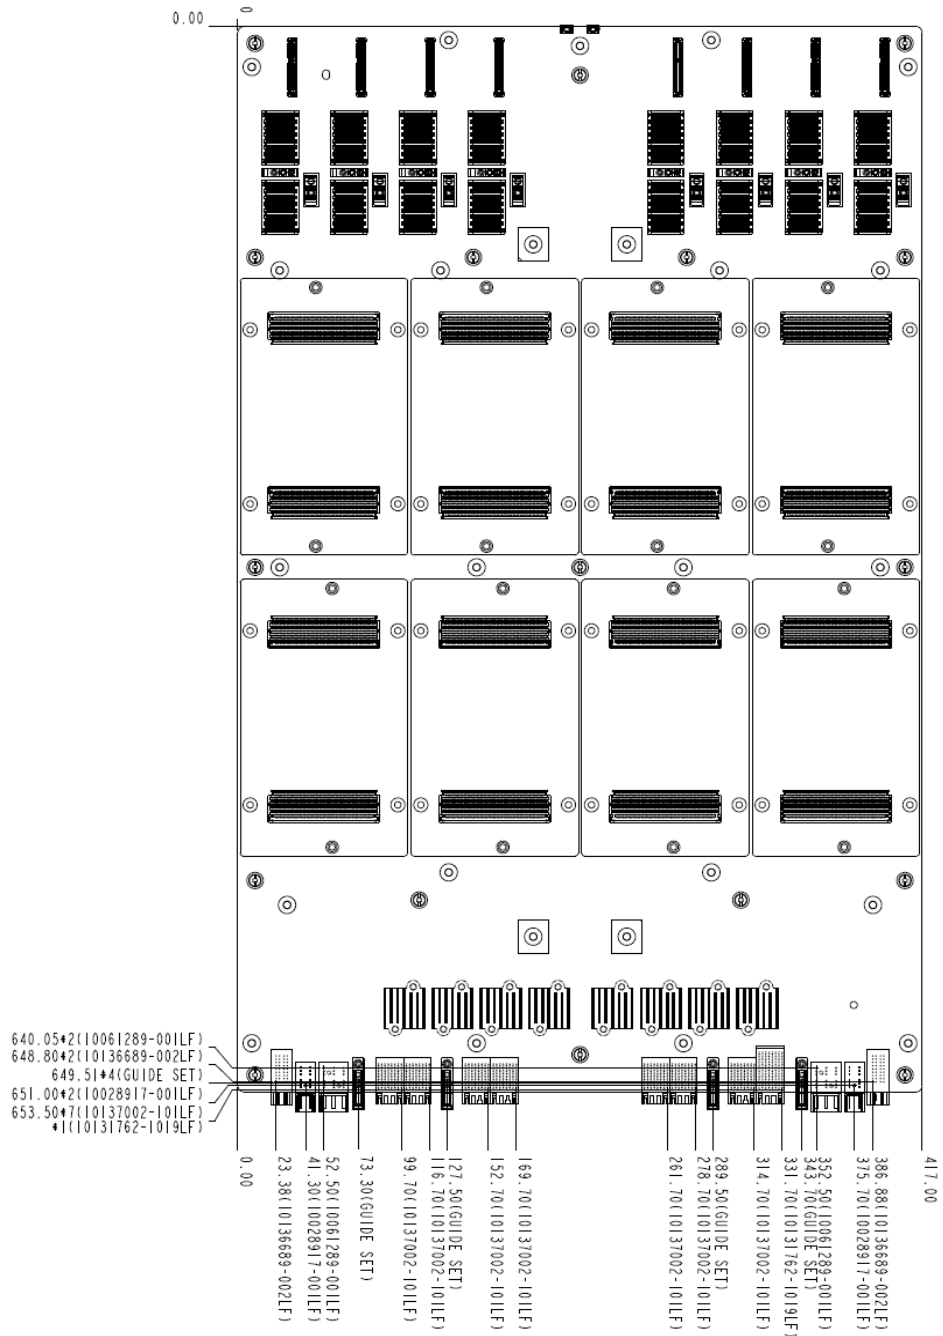 0
0.00
640.05*2(10061289-001LF)
648.80*2(10136689-002LF)
649.51*4(GUIDE SET)
651.00*2(10028917-001LF)
653.50*7(10137002-101LF)
*1(10131762-1019LF)
0.00
23.38(10136689-002LF)
41.30(10028917-001LF)
52.50(10061289-001LF)
73.30(GUIDE SET)
99.70(10137002-101LF)
116.70(10137002-101LF)
127.50(GUIDE SET)
152.70(10137002-101LF)
169.70(10137002-101LF)
261.70(10137002-101LF)
278.70(10137002-101LF)
289.50(GUIDE SET)
314.70(10137002-101LF)
331.70(10131762-1019LF)
343.70(GUIDE SET)
352.50(10061289-001LF)
375.70(10028917-001LF)
386.88(10136689-002LF)
417.00